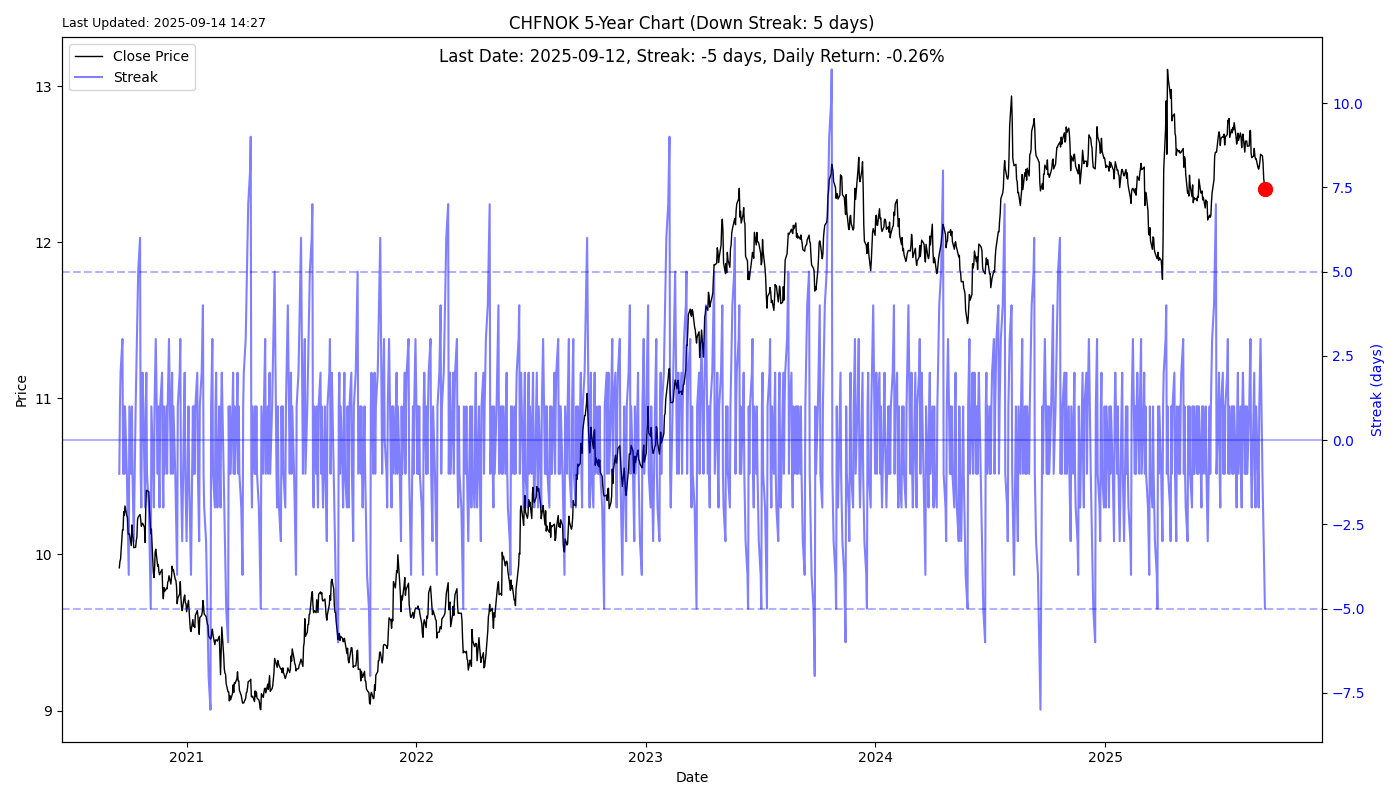 Last Updated: 2025-09-14 14:27
CHFNOK 5-Year Chart (Down Streak: 5 days)
Last Date: 2025-09-12, Streak: -5 days, Daily Return: -0.26%
Close Price
Streak
13
12
11
10
9
Price
10.0
7.5
5.0
2.5
0.0
−2.5
−5.0
−7.5
Streak (days)
2021
2022
2023
2024
2025
Date